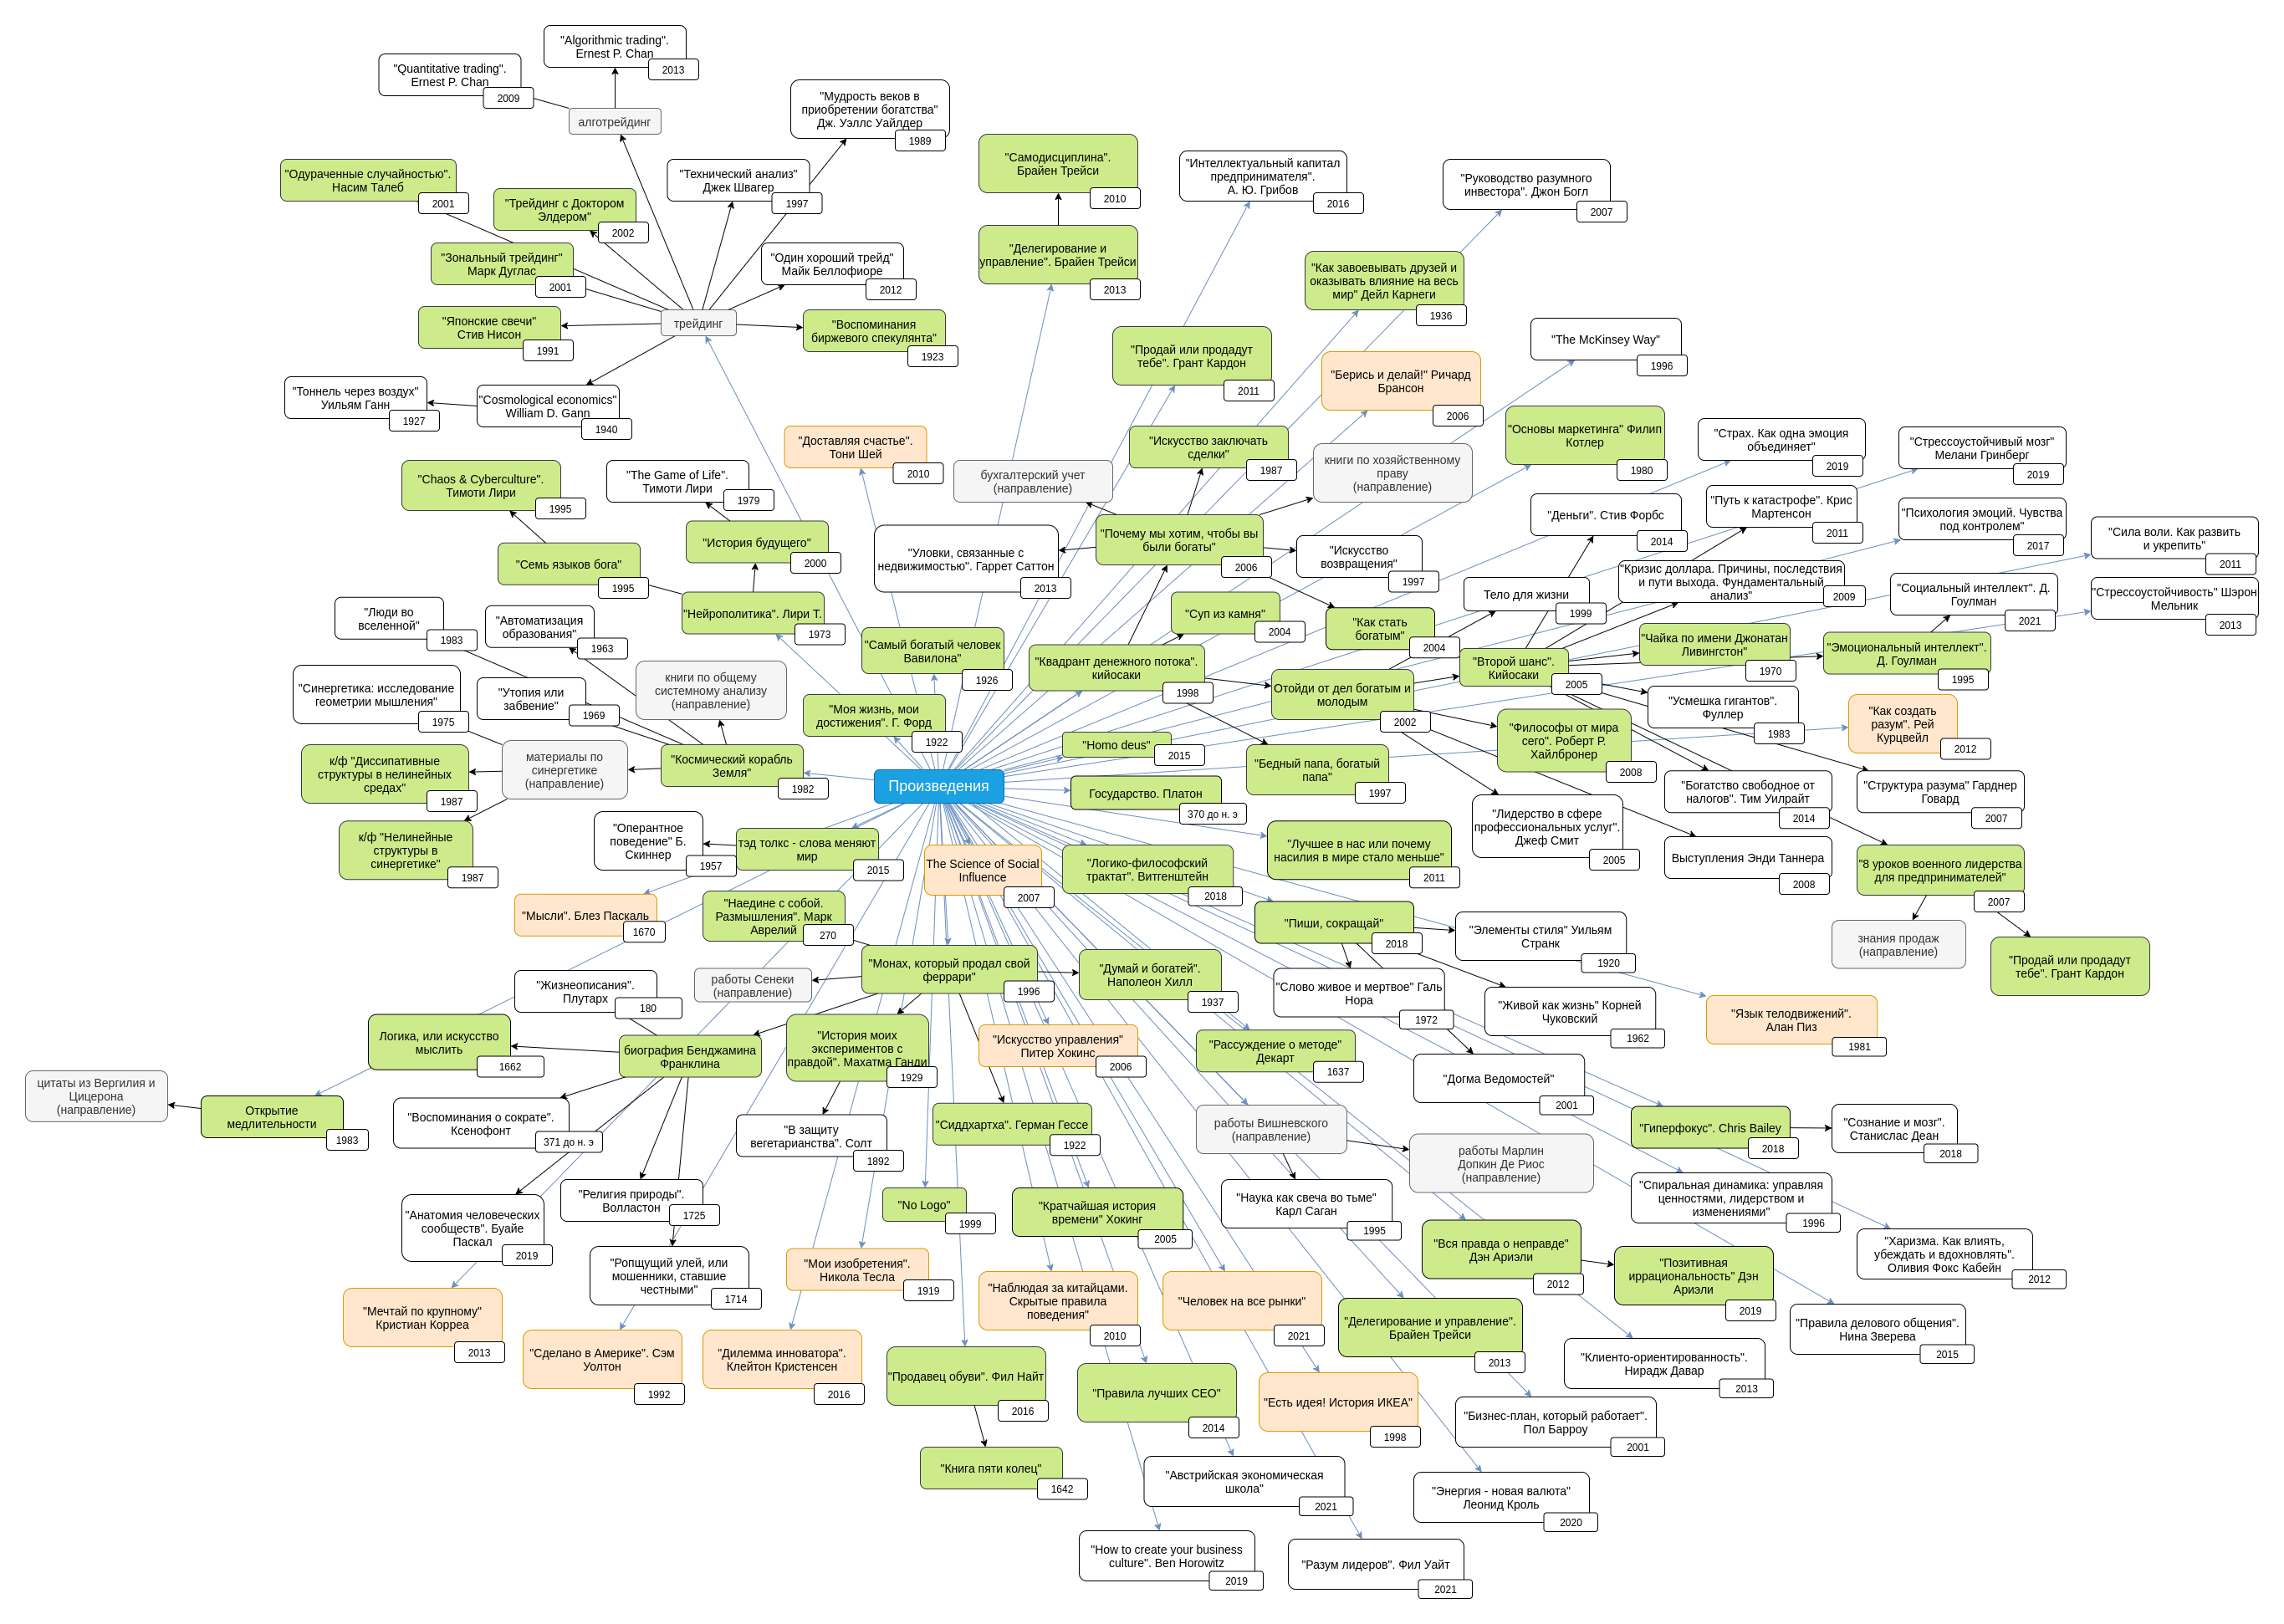 "Algorithmic trading".
Ernest P. Chan
2013
"Quantitative trading".
Ernest P. Chan
2009
алготрейдинг
"Мудрость веков в
приобретении богатства"
Дж. Уэллс Уайлдер
1989
"Одураченные случайностью".
Насим Талеб
2001
"Трейдинг с Доктором
Элдером"
2002
"Технический анализ"
Джек Швагер
1997
"Зональный трейдинг"
Марк Дуглас
2001
"Один хороший трейд"
Майк Беллофиоре
2012
"Японские свечи"
Стив Нисон
1991
трейдинг
"Воспоминания
биржевого спекулянта"
1923
"Тоннель через воздух"
Уильям Ганн
1927
"Cosmological economics"
William D. Gann
1940
"Самодисциплина".
Брайен Трейси
2010
"Делегирование и
управление". Брайен Трейси
2013
"Интеллектуальный капитал
предпринимателя".
А. Ю. Грибов
2016
"Руководство разумного
инвестора". Джон Богл
2007
"Как завоевывать друзей и
оказывать влияние на весь
мир" Дейл Карнеги
1936
"Продай или продадут
тебе". Грант Кардон
2011
"Берись и делай!" Ричард
Брансон
2006
"The McKinsey Way"
1996
"Доставляя счастье".
Тони Шей
2010
"Искусство заключать
сделки"
1987
"Основы маркетинга" Филип
Котлер
1980
бухгалтерский учет
(направление)
книги по хозяйственному
право
(направление)
"Страх. Как одна эмоция
объединяет"
2019
"Стрессоустойчивый мозг"
Мелани Гринберг
2019
"Chaos & Cyberculture".
Тимоти Лири
1995
"The Game of Life".
Тимоти Лири
1979
"История будущего"
2000
"Семь языков бога"
1995
"Нейрополитика". Лири Т.
1973
"Уловки, связанные с
недвижимостью". Гаррет Саттон
2013
"Почему мы хотим, чтобы вы
были богаты"
2006
"Искусство
возвращения"
1997
"Деньги". Стив Форбс
2014
"Путь к катастрофе". Крис
Мартенсон
2011
"Психология эмоций. Чувства
под контролем"
2017
"Сила воли. Как развить
и укрепить"
2011
"Кризис доллара. Причины, последствия
и пути выхода. Фундаментальный
анализ"
2009
Тело для жизни
1999
"Социальный интеллект". Д.
Гоулман
2021
"Стрессоустойчивость" Шэрон
Мельник
2013
"Люди во
вселенной"
1983
"Автоматизация
образования"
1963
"Суп из камня"
2004
"Как стать
богатым"
2004
"Самый богатый человек
Вавилона"
1926
"Квадрант денежного потока".
кийосаки
1998
"Второй шанс".
Кийосаки
2005
"Чайка по имени Джонатан
Ливингстон"
1970
"Эмоциональный интеллект".
Д. Гоулман
1995
"Синергетика: исследование
геометрии мышления"
1975
"Утопия или
забвение"
1969
книги по общему
системному анализу
(направление)
"Моя жизнь, мои
достижения". Г. Форд
1922
Отойди от дел богатым и
молодым
2002
"Усмешка гигантов".
Фуллер
1983
"Как создать
разум". Рей
Курцвейл
2012
"Философы от мира
сего". Роберт Р.
Хайлбронер
2008
"Homo deus"
2015
к/ф "Диссипативные
структуры в нелинейных
средах"
1987
материалы по
синергетике
(направление)
"Космический корабль
Земля"
1982
Произведения
"Бедный папа, богатый
папа"
1997
Государство. Платон
370 до н. э
"Богатство свободное от
налогов". Тим Уилрайт
2014
"Структура разума" Гарднер
Говард
2007
"Лидерство в сфере
профессиональных услуг".
Джеф Смит
2005
к/ф "Нелинейные
структуры в
синергетике"
1987
"Оперантное
поведение" Б.
Скиннер
1957
тэд толкс - слова меняют
мир
2015
The Science of Social
Influence
2007
"Логико-философский
трактат". Витгенштейн
2018
"Лучшее в нас или почему
насилия в мире стало меньше"
2011
Выступления Энди Таннера
2008
"8 уроков военного лидерства
для предпринимателей"
2007
"Мысли". Блез Паскаль
1670
"Наедине с собой.
Размышления". Марк
Аврелий
270
"Пиши, сокращай"
2018
"Элементы стиля" Уильям
Странк
1920
знания продаж
(направление)
"Продай или продадут
тебе". Грант Кардон
"Монах, который продал свой
феррари"
1996
работы Сенеки
(направление)
"Думай и богатей".
Наполеон Хилл
1937
"Слово живое и мертвое" Галь
Нора
1972
"Живой как жизнь" Корней
Чуковский
1962
"Язык телодвижений".
Алан Пиз
1981
"Жизнеописания".
Плутарх
180
Логика, или искусство
мыслить
1662
биография Бенджамина
Франклина
"История моих
экспериментов с
правдой". Махатма Ганди
1929
"Искусство управления"
Питер Хокинс
2006
"Рассуждение о методе"
Декарт
1637
"Догма Ведомостей"
2001
цитаты из Вергилия и
Цицерона
(направление)
Открытие
медлительности
1983
"Воспоминания о сократе".
Ксенофонт
371 до н. э
"В защиту
вегетарианства". Солт
1892
"Сиддхартха". Герман Гессе
1922
работы Вишневского
(направление)
работы Марлин
Допкин Де Риос
(направление)
"Гиперфокус". Chris Bailey
2018
"Сознание и мозг".
Станислас Деан
2018
"Анатомия человеческих
сообществ". Буайе
Паскал
2019
"Религия природы".
Волластон
1725
"No Logo"
1999
"Кратчайшая история
времени" Хокинг
2005
"Наука как свеча во тьме"
Карл Саган
1995
"Спиральная динамика: управляя
ценностями, лидерством и
изменениями"
1996
"Вся правда о неправде"
Дэн Ариэли
2012
"Позитивная
иррациональность" Дэн
Ариэли
2019
"Харизма. Как влиять,
убеждать и вдохновлять".
Оливия Фокс Кабейн
2012
"Ропщущий улей, или
мошенники, ставшие
честными"
1714
"Мои изобретения".
Никола Тесла
1919
"Наблюдая за китайцами.
Скрытые правила
поведения"
2010
"Человек на все рынки"
2021
"Мечтай по крупному"
Кристиан Корреа
2013
"Сделано в Америке". Сэм
Уолтон
1992
"Дилемма инноватора".
Клейтон Кристенсен
2016
"Делегирование и управление".
Брайен Трейси
2013
"Правила делового общения".
Нина Зверева
2015
"Клиенто-ориентированность".
Нирадж Давар
2013
"Продавец обуви". Фил Найт
2016
"Правила лучших CEO"
2014
"Есть идея! История ИКЕА"
1998
"Бизнес-план, который работает".
Пол Барроу
2001
"Книга пяти колец"
1642
"Австрийская экономическая
школа"
2021
"Энергия - новая валюта"
Леонид Кроль
2020
"How to create your business
culture". Ben Horowitz
2019
"Разум лидеров". Фил Уайт
2021